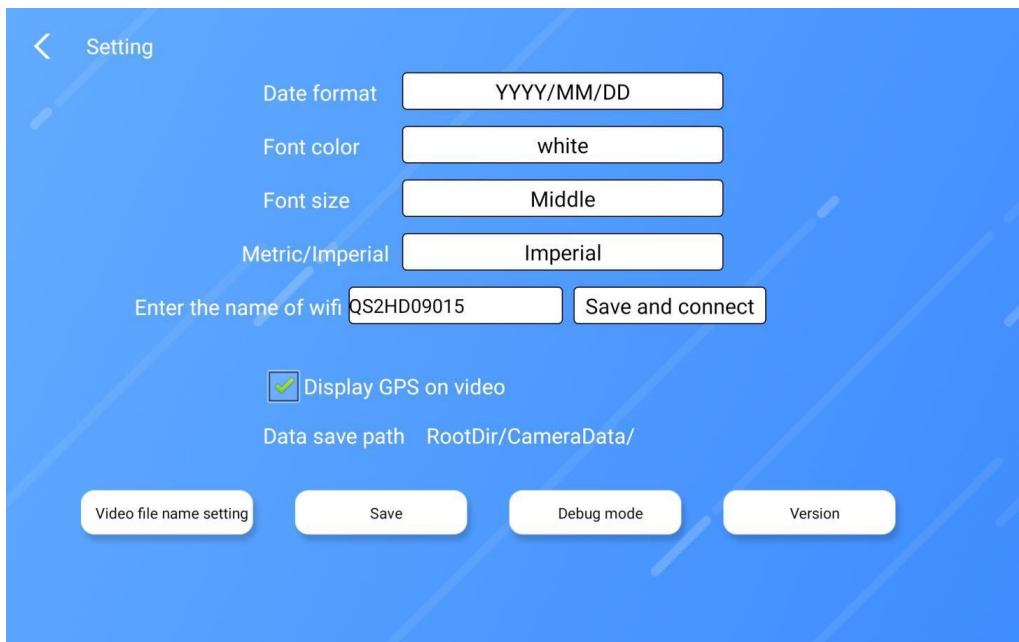 Setting
Date format YYYY/MM/DD
Font color white
Font size Middle
Metric/Imperial Imperial
Enter the name of wifi QS2HD09015 Save and connect
Display GPS on video
Data save path RootDir/CameraData/
Video file name setting Save Debug mode Version